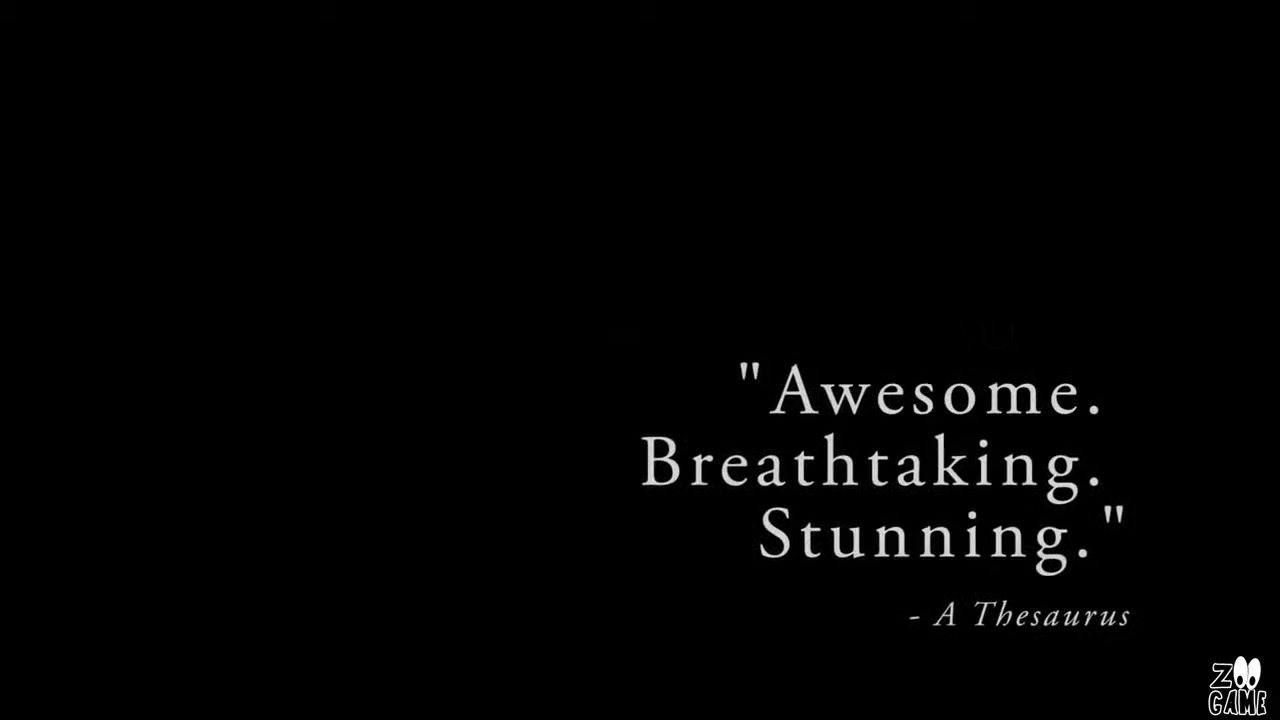 "Awesome.
Breathtaking.
Stunning."
- A Thesaurus
ZOO
GAME